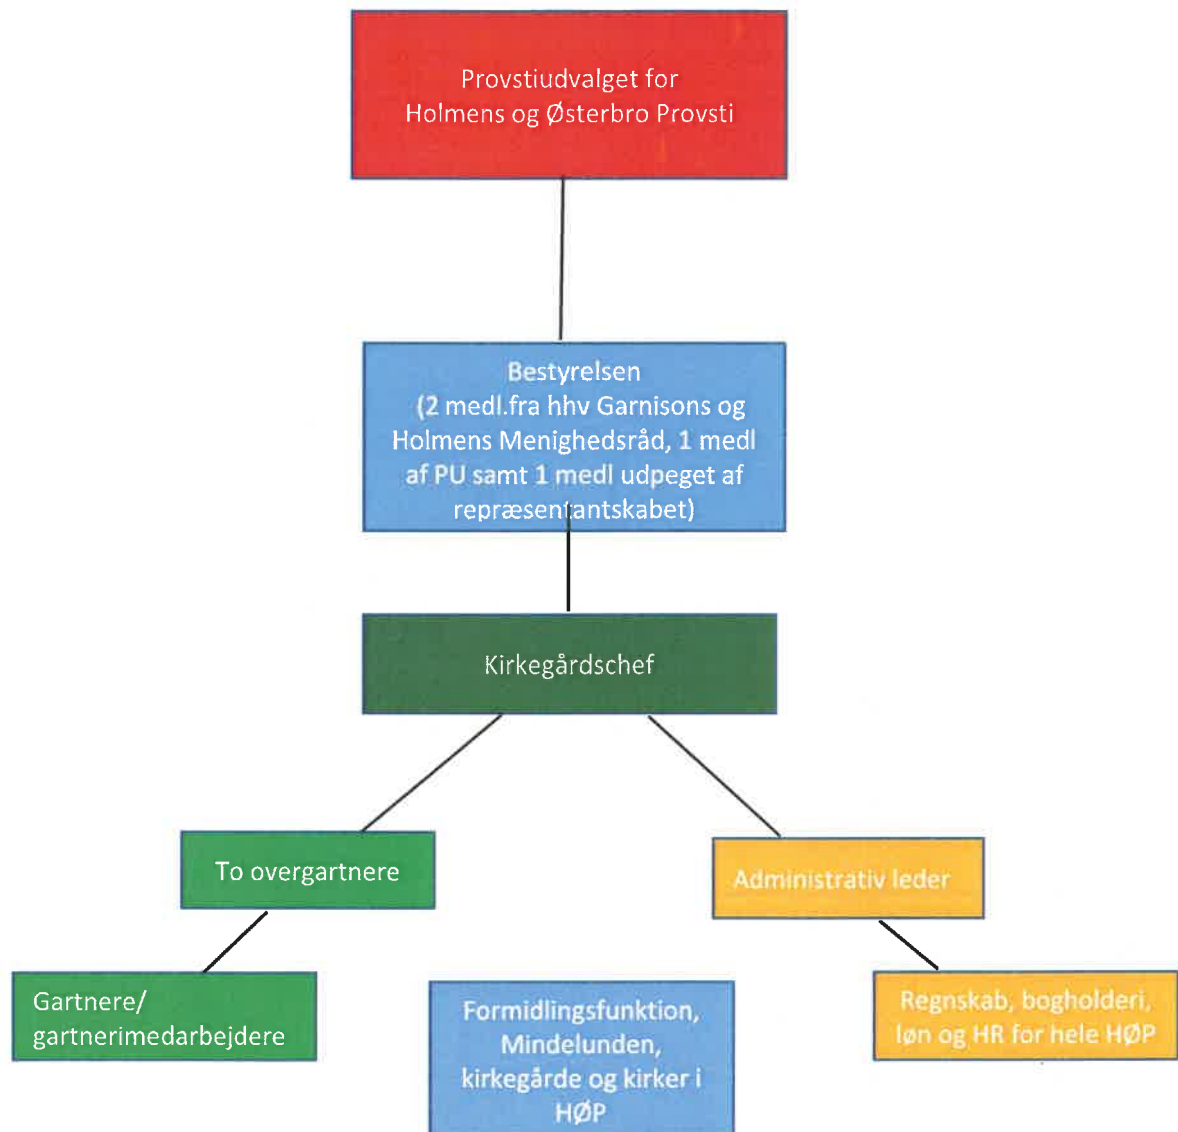 Provstiudvalget for
Holmens og Østerbro Provsti
Bestyrelsen
(2 medl.fra hhv Garnisons og
Holmens Menighedsråd, 1 medl
af PU samt 1 medl udpeget af
repræsentantskabet)
Kirkegårdschef
To overgartnere
Administrativ leder
Gartnere/
gartnerimedarbejdere
Formidlingsfunktion,
Mindelunden,
kirkegårde og kirker i
HØP
Regnskab, bogholderi,
løn og HR for hele HØP